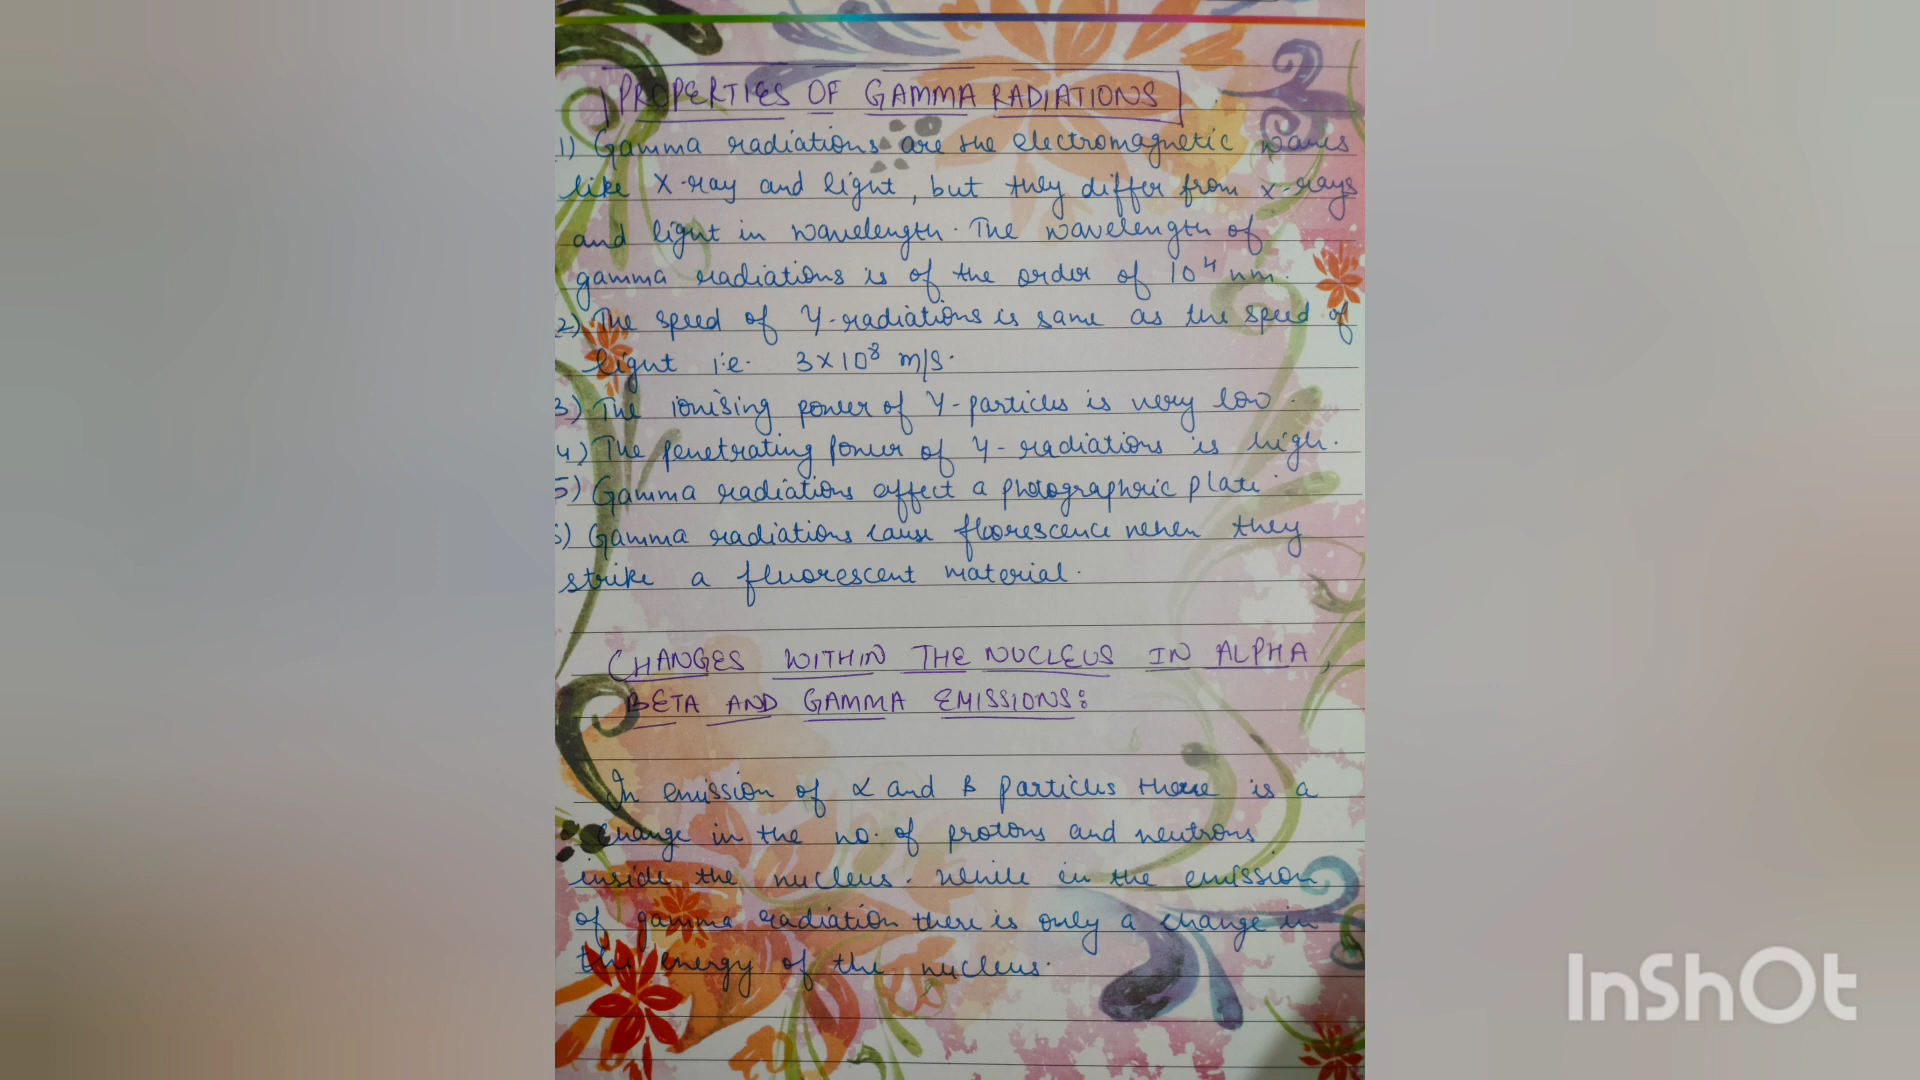 PROPERTIES OF GAMMA RADIATIONS
1) Gamma radiations are the electromagnetic waves
like X-ray and light, but they differ from x-rays
and light in wavelength. The wavelength of
gamma radiations is of the order of 10⁴ nm.
2) The speed of γ-radiations is same as the speed of
light i.e. 3×10⁸ m/s.
3) The ionising power of γ-particles is very low.
4) The penetrating power of γ-radiations is high.
5) Gamma radiations affect a photographic plate.
6) Gamma radiations cause floorescence when they
strike a fluorescent material.
CHANGES WITHIN THE NUCLEUS IN ALPHA,
BETA AND GAMMA EMISSIONS:
In emission of α and β particles there is a
change in the no. of protons and neutrons
inside the nucleus. While in the emission
of gamma radiation there is only a change in
the energy of the nucleus.
InShOt